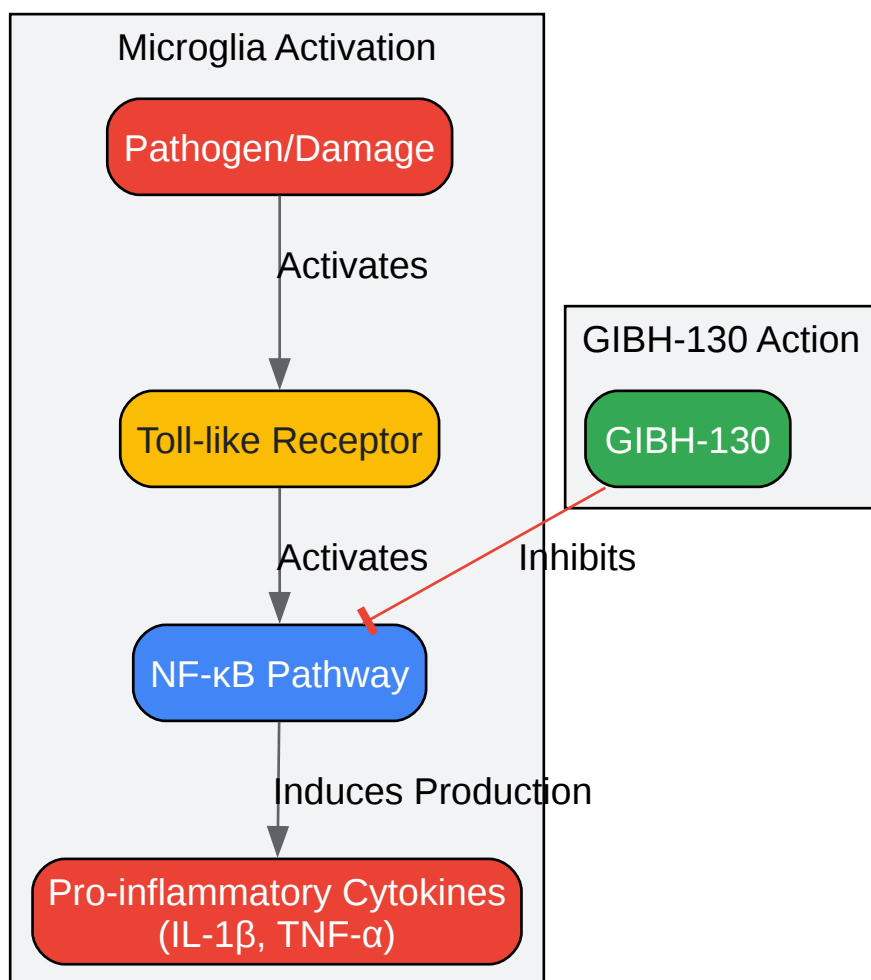 Microglia Activation
Pathogen/Damage
Activates
GIBH-130 Action
Toll-like Receptor
GIBH-130
Activates
Inhibits
NF-κB Pathway
Induces Production
Pro-inflammatory Cytokines
(IL-1β, TNF-α)